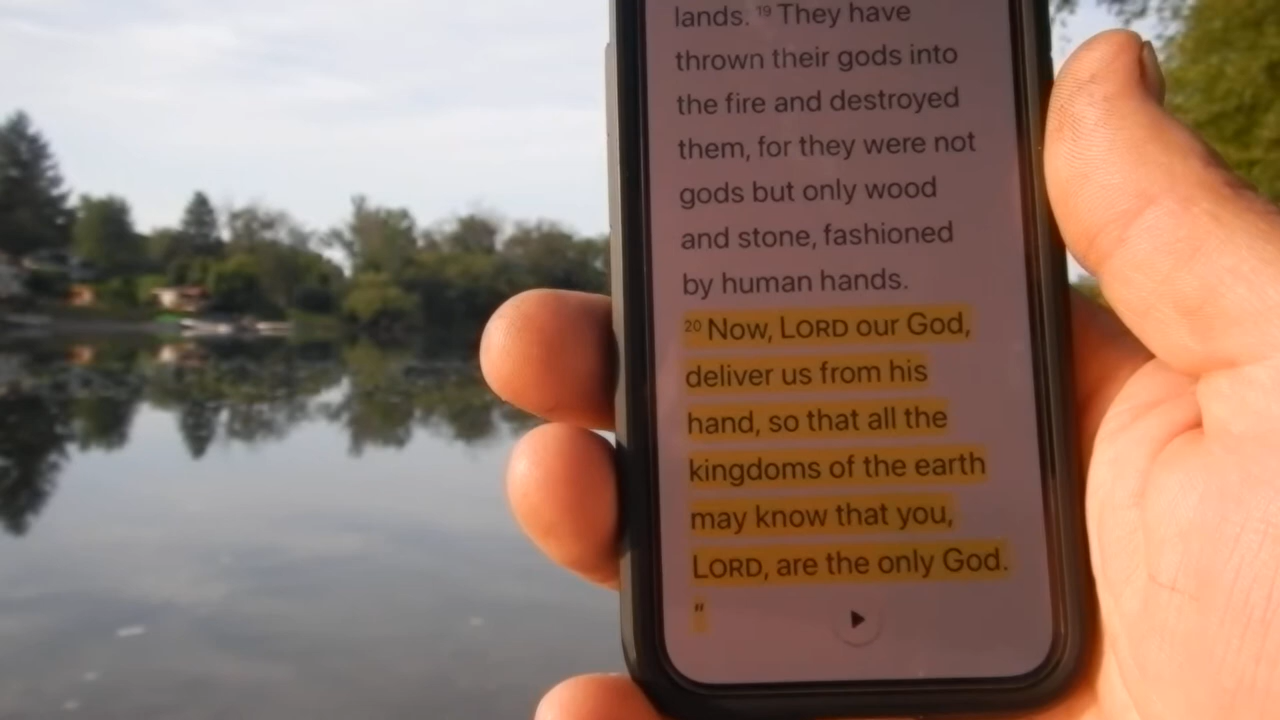 lands. 19 They have
thrown their gods into
the fire and destroyed
them, for they were not
gods but only wood
and stone, fashioned
by human hands.
20 Now, LORD our God,
deliver us from his
hand, so that all the
kingdoms of the earth
may know that you,
LORD, are the only God.
"